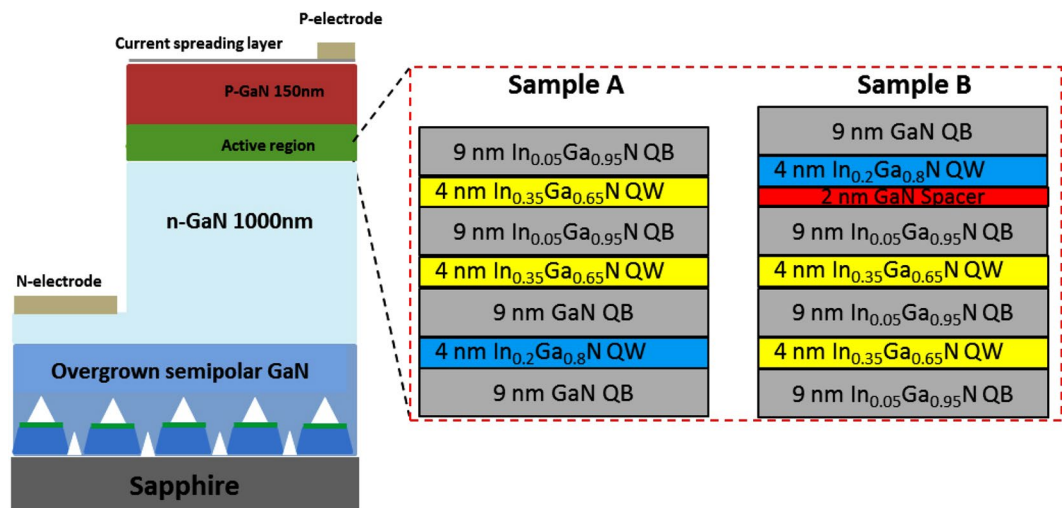 P-electrode
Current spreading layer
P-GaN 150nm
Active region
n-GaN 1000nm
N-electrode
Overgrown semipolar GaN
Sapphire
Sample A
9 nm In₀.₀₅Ga₀.₉₅N QB
4 nm In₀.₃₅Ga₀.₆₅N QW
9 nm In₀.₀₅Ga₀.₉₅N QB
4 nm In₀.₃₅Ga₀.₆₅N QW
9 nm GaN QB
4 nm In₀.₂Ga₀.₈N QW
9 nm GaN QB
Sample B
9 nm GaN QB
4 nm In₀.₂Ga₀.₈N QW
2 nm GaN Spacer
9 nm In₀.₀₅Ga₀.₉₅N QB
4 nm In₀.₃₅Ga₀.₆₅N QW
9 nm In₀.₀₅Ga₀.₉₅N QB
4 nm In₀.₃₅Ga₀.₆₅N QW
9 nm In₀.₀₅Ga₀.₉₅N QB